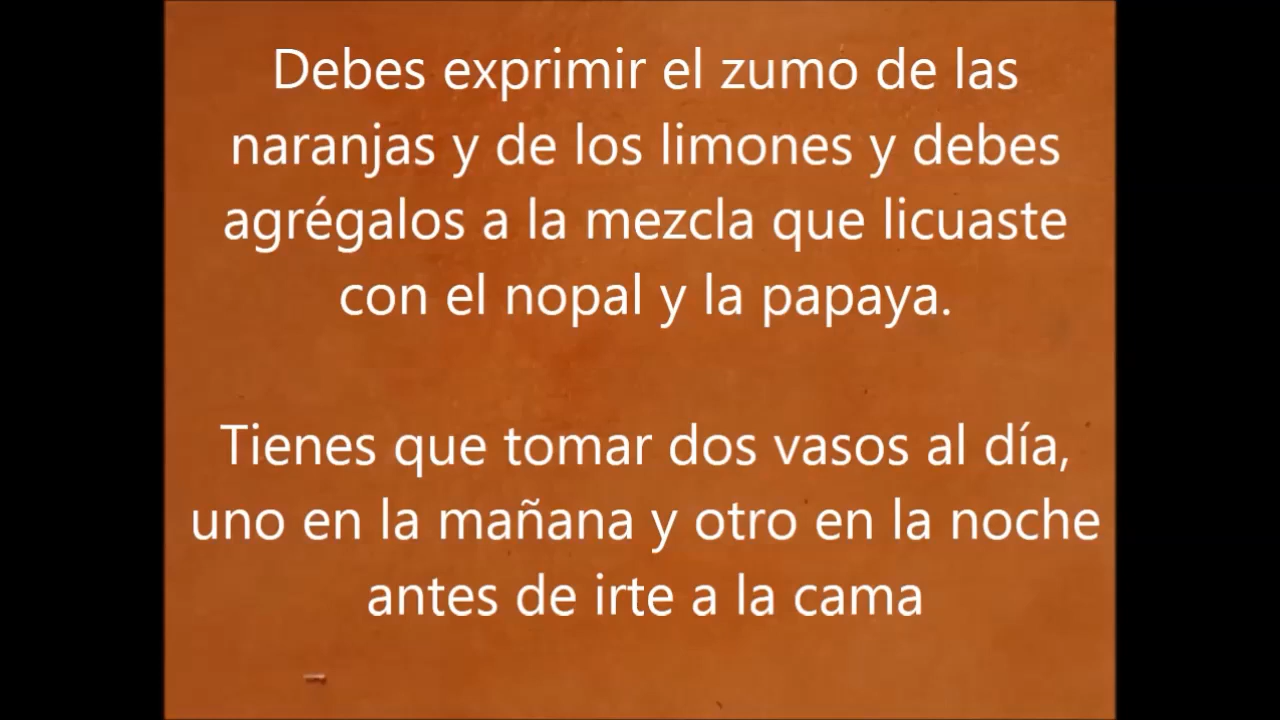 Debes exprimir el zumo de las
naranjas y de los limones y debes
agrégalos a la mezcla que licuaste
con el nopal y la papaya.
Tienes que tomar dos vasos al día,
uno en la mañana y otro en la noche
antes de irte a la cama